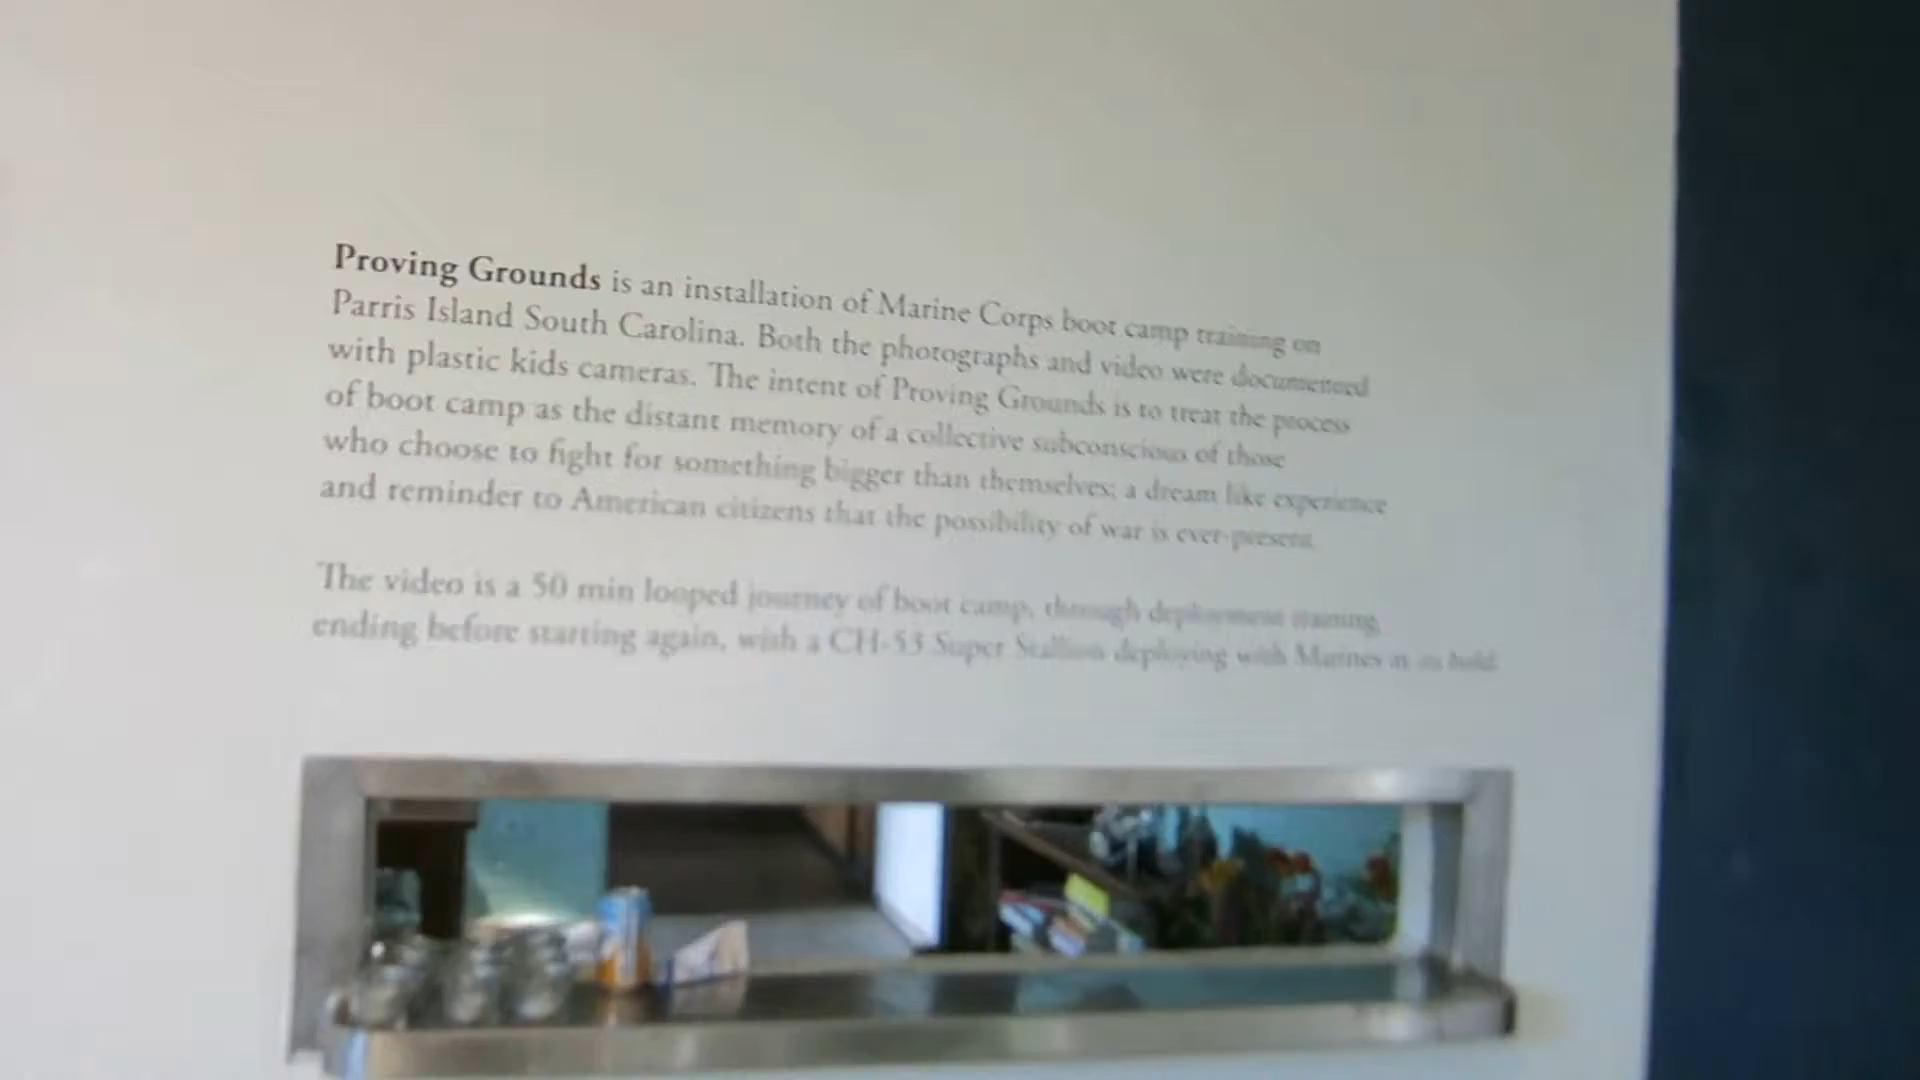 Proving Grounds is an installation of Marine Corps boot camp training on
Parris Island South Carolina. Both the photographs and video were documented
with plastic kids cameras. The intent of Proving Grounds is to treat the process
of boot camp as the distant memory of a collective subconscious of those
who choose to fight for something bigger than themselves; a dream like experience
and reminder to American citizens that the possibility of war is ever-present.
The video is a 50 min looped journey of boot camp, through deployment training,
ending before starting again, with a CH-53 Super Stallion deploying with Marines in its hold.